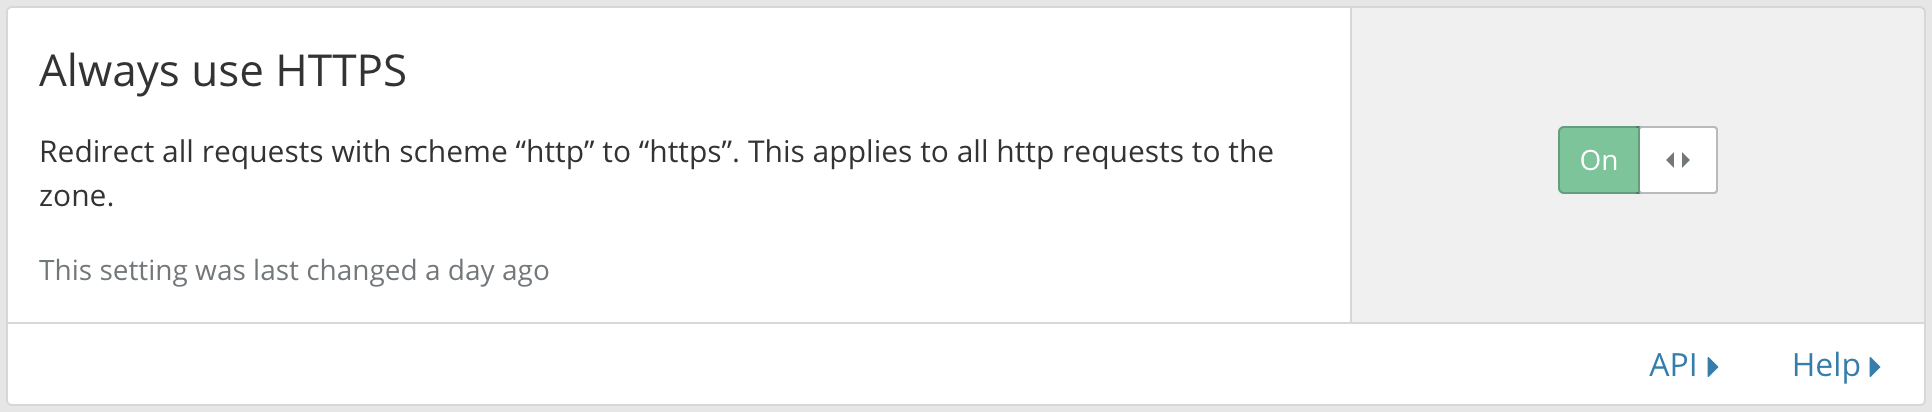 Always use HTTPS
Redirect all requests with scheme “http” to “https”. This applies to all http requests to the
zone.
This setting was last changed a day ago
On
API
Help